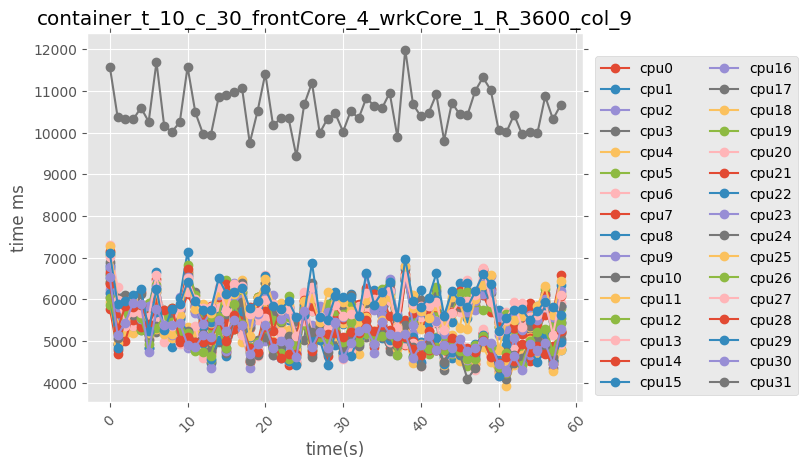 container_t_10_c_30_frontCore_4_wrkCore_1_R_3600_col_9
time ms
12000
11000
10000
9000
8000
7000
6000
5000
4000
0
10
20
30
40
50
60
time(s)
cpu0
cpu1
cpu2
cpu3
cpu4
cpu5
cpu6
cpu7
cpu8
cpu9
cpu10
cpu11
cpu12
cpu13
cpu14
cpu15
cpu16
cpu17
cpu18
cpu19
cpu20
cpu21
cpu22
cpu23
cpu24
cpu25
cpu26
cpu27
cpu28
cpu29
cpu30
cpu31